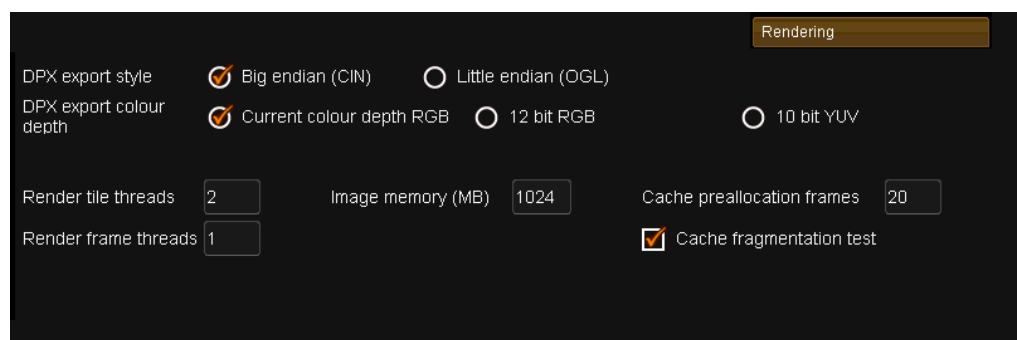 Rendering
DPX export style Big endian (CIN) Little endian (OGL)
DPX export colour
depth Current colour depth RGB 12 bit RGB 10 bit YUV
Render tile threads 2 Image memory (MB) 1024 Cache preallocation frames 20
Render frame threads 1 Cache fragmentation test